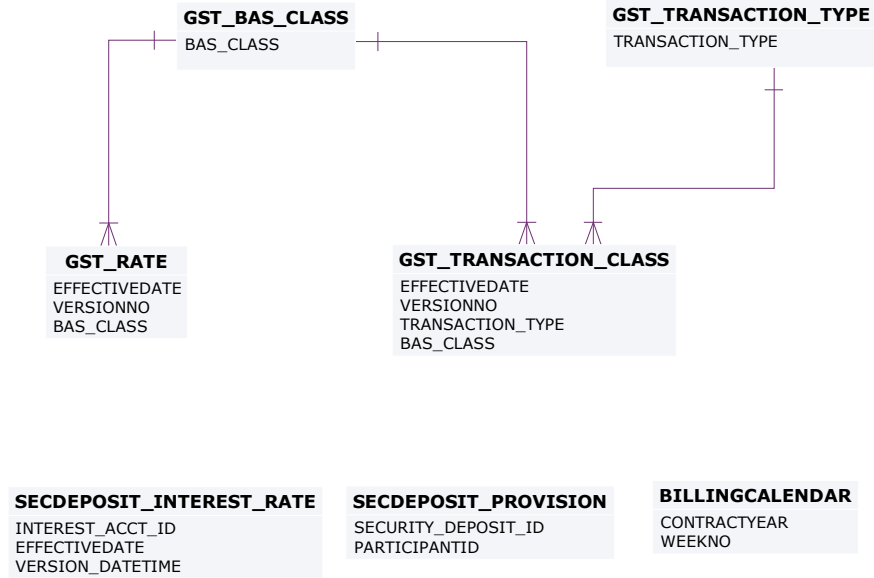 GST_BAS_CLASS
BAS_CLASS
GST_TRANSACTION_TYPE
TRANSACTION_TYPE
GST_RATE
EFFECTIVEDATE
VERSIONNO
BAS_CLASS
GST_TRANSACTION_CLASS
EFFECTIVEDATE
VERSIONNO
TRANSACTION_TYPE
BAS_CLASS
SECDEPOSIT_INTEREST_RATE
INTEREST_ACCT_ID
EFFECTIVEDATE
VERSION_DATETIME
SECDEPOSIT_PROVISION
SECURITY_DEPOSIT_ID
PARTICIPANTID
BILLINGCALENDAR
CONTRACTYEAR
WEEKNO